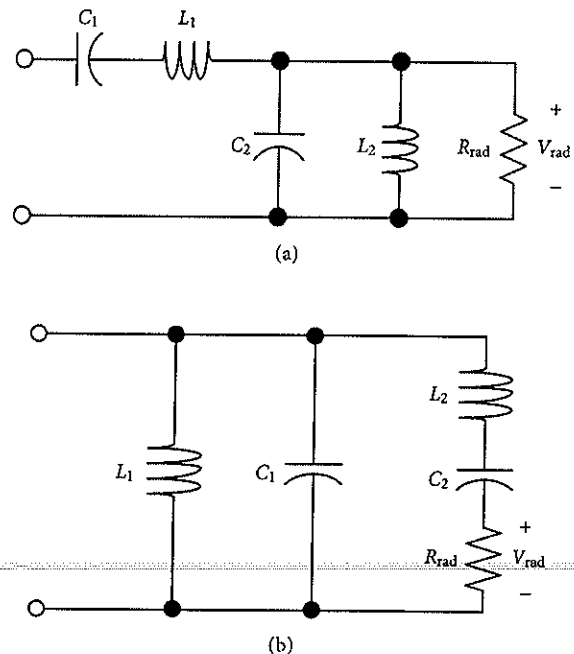 C1 L1
C2 L2 Rrad + Vrad −
(a)
L2
L1 C1 C2
Rrad + Vrad −
(b)